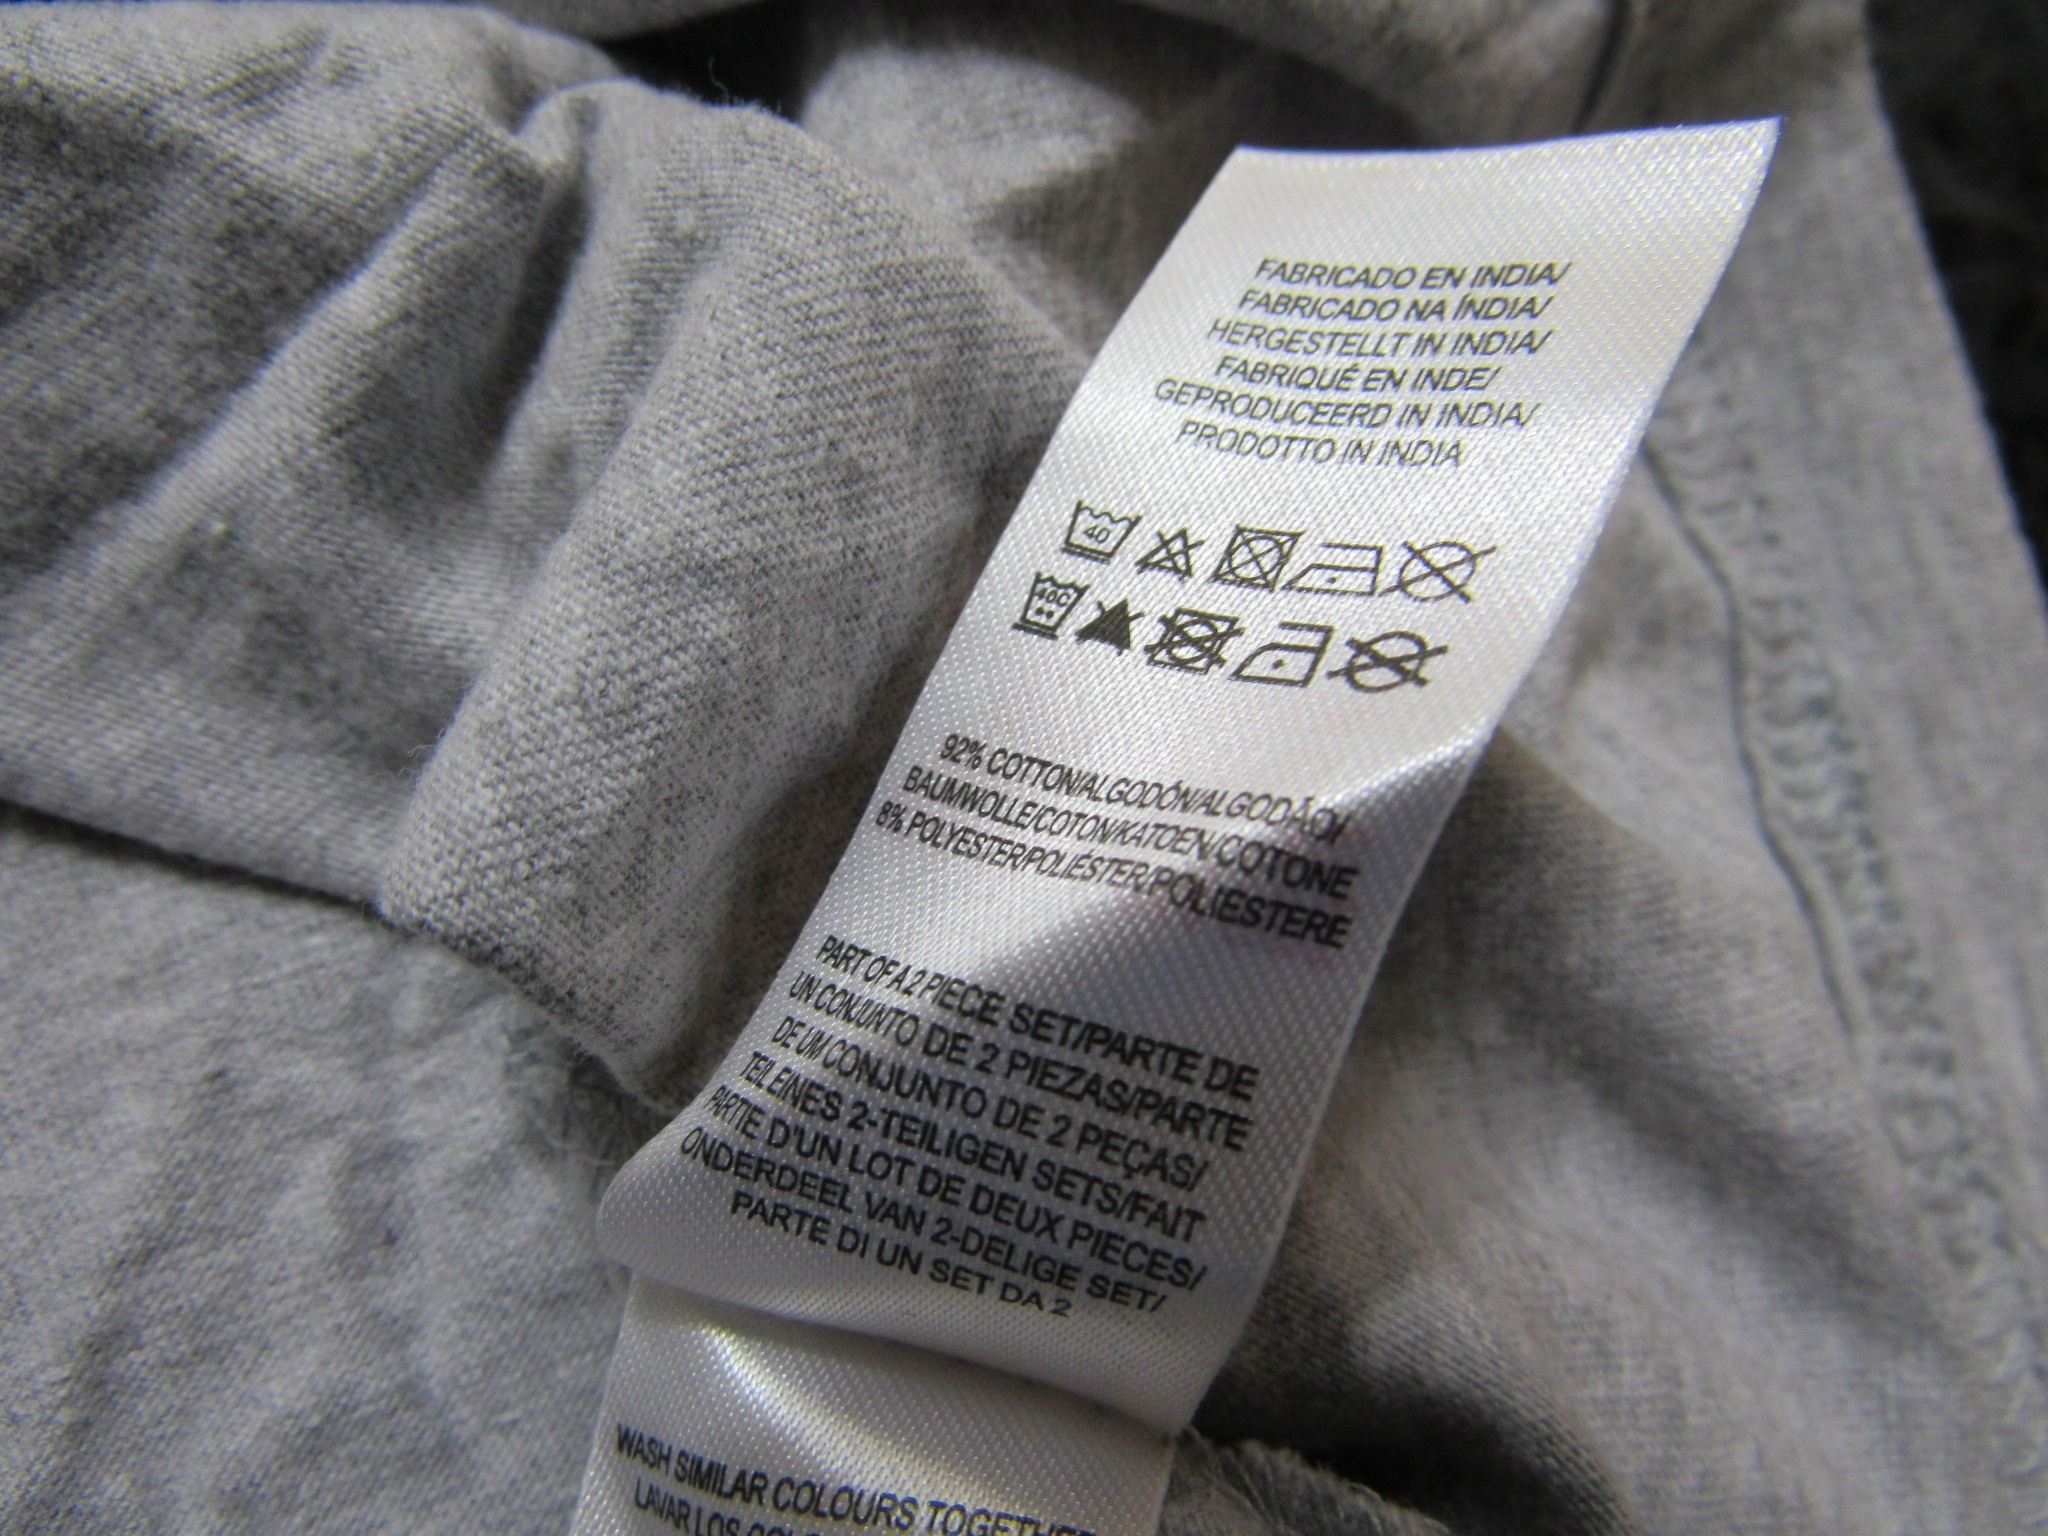 FABRICADO EN INDIA/
FABRICADO NA ÍNDIA/
HERGESTELLT IN INDIA/
FABRIQUÉ EN INDE/
GEPRODUCEERD IN INDIA/
PRODOTTO IN INDIA
40
40C
92% COTTON/ALGODÓN/ALGODÃO/
BAUMWOLLE/COTON/KATOEN/COTONE
8% POLYESTER/POLIÉSTER/POLIESTERE
PART OF A 2 PIECE SET/PARTE DE
UN CONJUNTO DE 2 PIEZAS/PARTE
DE UM CONJUNTO DE 2 PEÇAS/
TEIL EINES 2-TEILIGEN SETS/FAIT
PARTIE D'UN LOT DE DEUX PIECES/
ONDERDEEL VAN 2-DELIGE SET/
PARTE DI UN SET DA 2
WASH SIMILAR COLOURS TOGETHER
LAVAR LOS